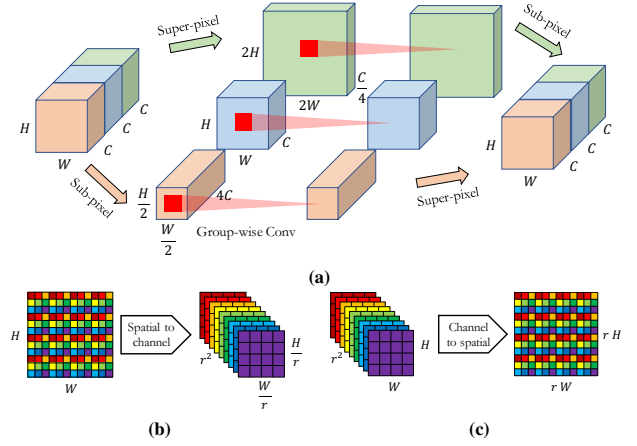 Super-pixel
Sub-pixel
2H
2W
C/4
H
W
C
C
C
H
W
C
H
W
C
C
C
Sub-pixel
H/2
W/2
4C
Group-wise Conv
Super-pixel
(a)
H
W
Spatial to
channel
r²
H/r
W/r
r²
H
W
Channel
to spatial
r H
r W
(b)
(c)